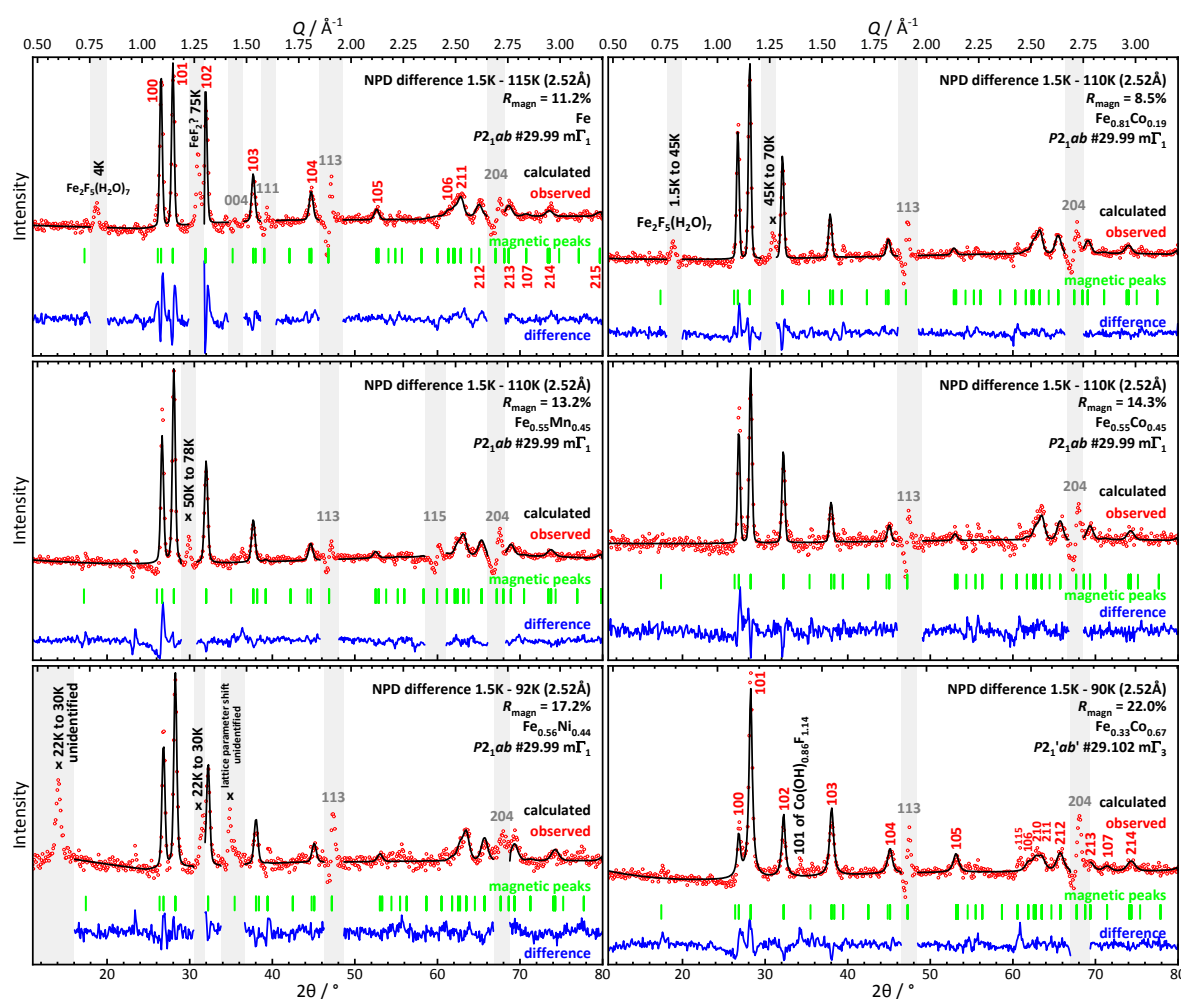 Q / Å⁻¹
Q / Å⁻¹
0.50 0.75 1.00 1.25 1.50 1.75 2.00 2.25 2.50 2.75 3.00
0.50 0.75 1.00 1.25 1.50 1.75 2.00 2.25 2.50 2.75 3.00
Intensity
NPD difference 1.5K - 115K (2.52Å)
Rmagn = 11.2%
Fe
P2₁ab #29.99 mΓ₁
100
101
102
FeF₂? 75K
4K
Fe₂F₅(H₂O)₇
004
103
111
104
113
105
106
211
204
calculated
observed
magnetic peaks
212
213
107
214
215
difference
NPD difference 1.5K - 110K (2.52Å)
Rmagn = 8.5%
Fe₀.₈₁Co₀.₁₉
P2₁ab #29.99 mΓ₁
1.5K to 45K
Fe₂F₅(H₂O)₇
x 45K to 70K
113
204
calculated
observed
magnetic peaks
difference
Intensity
NPD difference 1.5K - 110K (2.52Å)
Rmagn = 13.2%
Fe₀.₅₅Mn₀.₄₅
P2₁ab #29.99 mΓ₁
x 50K to 78K
113
115
204
calculated
observed
magnetic peaks
difference
NPD difference 1.5K - 110K (2.52Å)
Rmagn = 14.3%
Fe₀.₅₅Co₀.₄₅
P2₁ab #29.99 mΓ₁
113
204
calculated
observed
magnetic peaks
difference
Intensity
NPD difference 1.5K - 92K (2.52Å)
Rmagn = 17.2%
Fe₀.₅₆Ni₀.₄₄
P2₁ab #29.99 mΓ₁
x 22K to 30K
unidentified
x 22K to 30K
lattice parameter shift
unidentified
x
113
204
calculated
observed
magnetic peaks
difference
NPD difference 1.5K - 90K (2.52Å)
Rmagn = 22.0%
Fe₀.₃₃Co₀.₆₇
P2₁'ab' #29.102 mΓ₃
100
101
102
101 of Co(OH)₀.₈₆F₁.₁₄
103
104
113
105
115
106
210
211
212
204
213
107
214
calculated
observed
magnetic peaks
difference
20 30 40 50 60 70 80
20 30 40 50 60 70 80
2θ / °
2θ / °